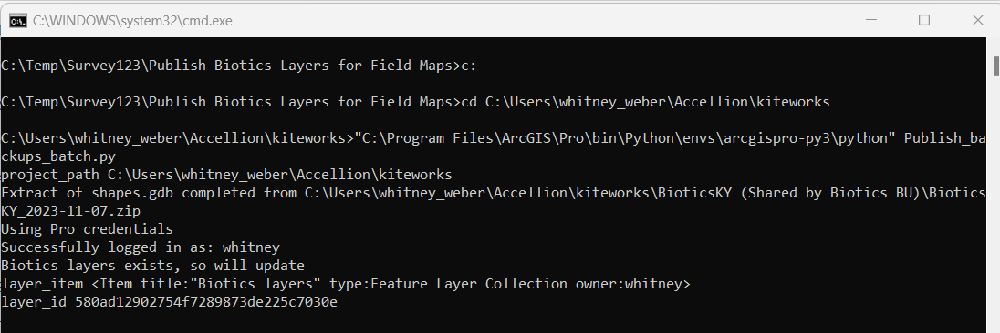 C:\WINDOWS\system32\cmd.exe
C:\Temp\Survey123\Publish Biotics Layers for Field Maps>c:
C:\Temp\Survey123\Publish Biotics Layers for Field Maps>cd C:\Users\whitney_weber\Accellion\kiteworks
C:\Users\whitney_weber\Accellion\kiteworks>"C:\Program Files\ArcGIS\Pro\bin\Python\envs\arcgispro-py3\python" Publish_ba
ckups_batch.py
project_path C:\Users\whitney_weber\Accellion\kiteworks
Extract of shapes.gdb completed from C:\Users\whitney_weber\Accellion\kiteworks\BioticsKY (Shared by Biotics BU)\Biotics
KY_2023-11-07.zip
Using Pro credentials
Successfully logged in as: whitney
Biotics layers exists, so will update
layer_item <Item title:"Biotics layers" type:Feature Layer Collection owner:whitney>
layer_id 580ad12902754f7289873de225c7030e